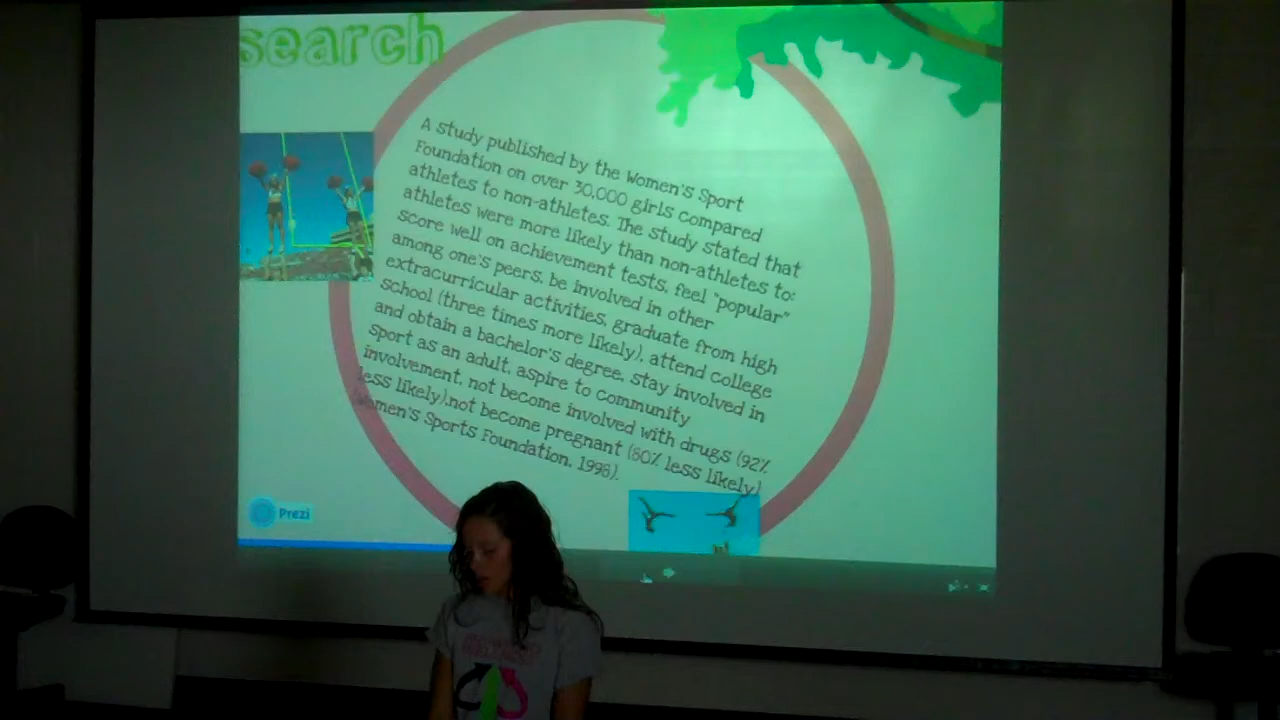 search
A study published by the Women's Sport
Foundation on over 30,000 girls compared
athletes to non-athletes. The study stated that
athletes were more likely than non-athletes to:
score well on achievement tests, feel "popular"
among one's peers, be involved in other
extracurricular activities, graduate from high
school (three times more likely), attend college
and obtain a bachelor's degree, stay involved in
sport as an adult, aspire to community
involvement, not become involved with drugs (92%
less likely),not become pregnant (80% less likely)
(Women's Sports Foundation, 1998).
Prezi